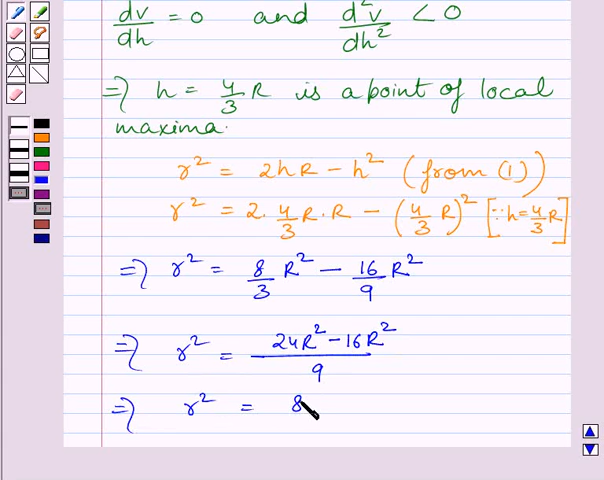 dv/dh = 0 and d²v/dh² < 0
⇒ h = 4/3 R is a point of local
maxima.
r² = 2hR − h² (from (1))
r² = 2·4/3 R·R − (4/3 R)² [∵ h = 4/3 R]
⇒ r² = 8/3 R² − 16/9 R²
⇒ r² = (24R² − 16R²)/9
⇒ r² = 8